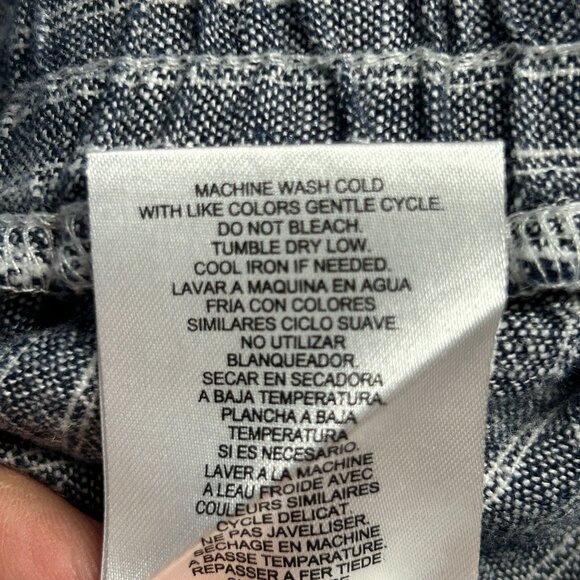 MACHINE WASH COLD
WITH LIKE COLORS GENTLE CYCLE.
DO NOT BLEACH.
TUMBLE DRY LOW.
COOL IRON IF NEEDED.
LAVAR A MAQUINA EN AGUA
FRIA CON COLORES
SIMILARES CICLO SUAVE.
NO UTILIZAR
BLANQUEADOR.
SECAR EN SECADORA
A BAJA TEMPERATURA.
PLANCHA A BAJA
TEMPERATURA
SI ES NECESARIO.
LAVER A LA MACHINE
A LEAU FROIDE AVEC
COULEURS SIMILAIRES
CYCLE DELICAT.
NE PAS JAVELLISER.
SECHAGE EN MACHINE
A BASSE TEMPARATURE.
REPASSER A FER TIEDE